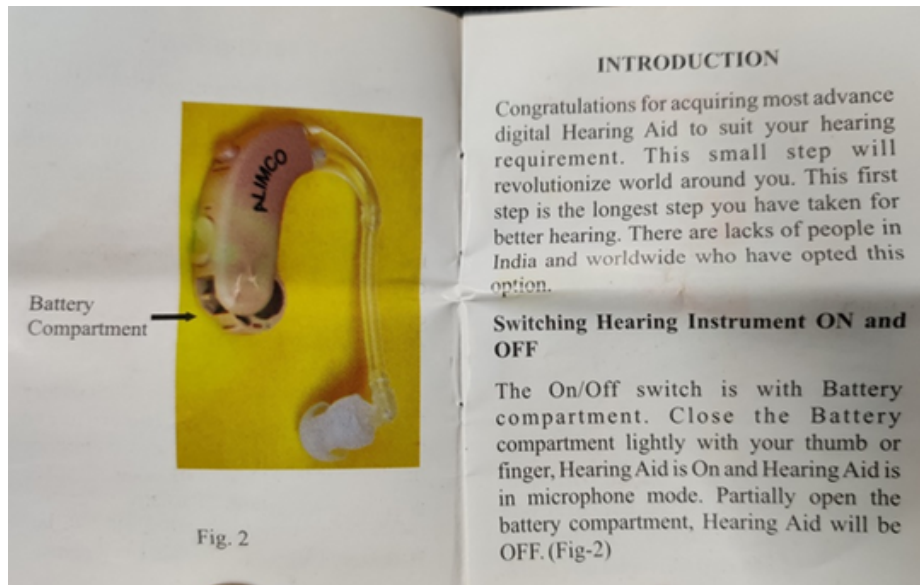 ALIMCO
Battery
Compartment
Fig. 2
INTRODUCTION
Congratulations for acquiring most advance
digital Hearing Aid to suit your hearing
requirement. This small step will
revolutionize world around you. This first
step is the longest step you have taken for
better hearing. There are lacks of people in
India and worldwide who have opted this
option.
Switching Hearing Instrument ON and
OFF
The On/Off switch is with Battery
compartment. Close the Battery
compartment lightly with your thumb or
finger, Hearing Aid is On and Hearing Aid is
in microphone mode. Partially open the
battery compartment, Hearing Aid will be
OFF. (Fig-2)